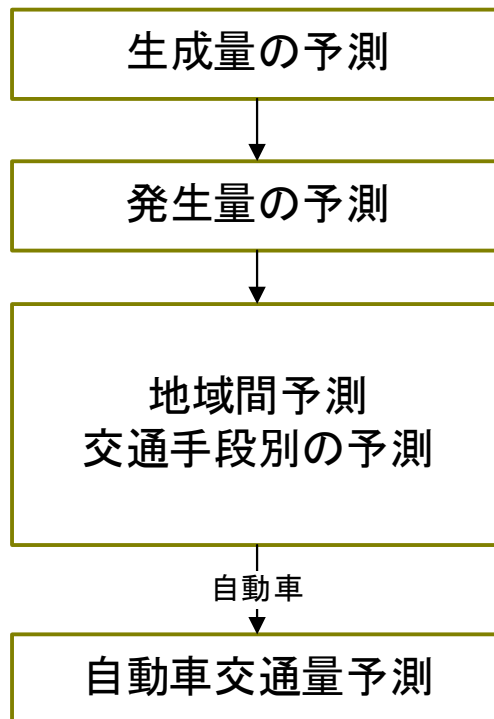 生成量の予測
発生量の予測
地域間予測
交通手段別の予測
自動車
自動車交通量予測